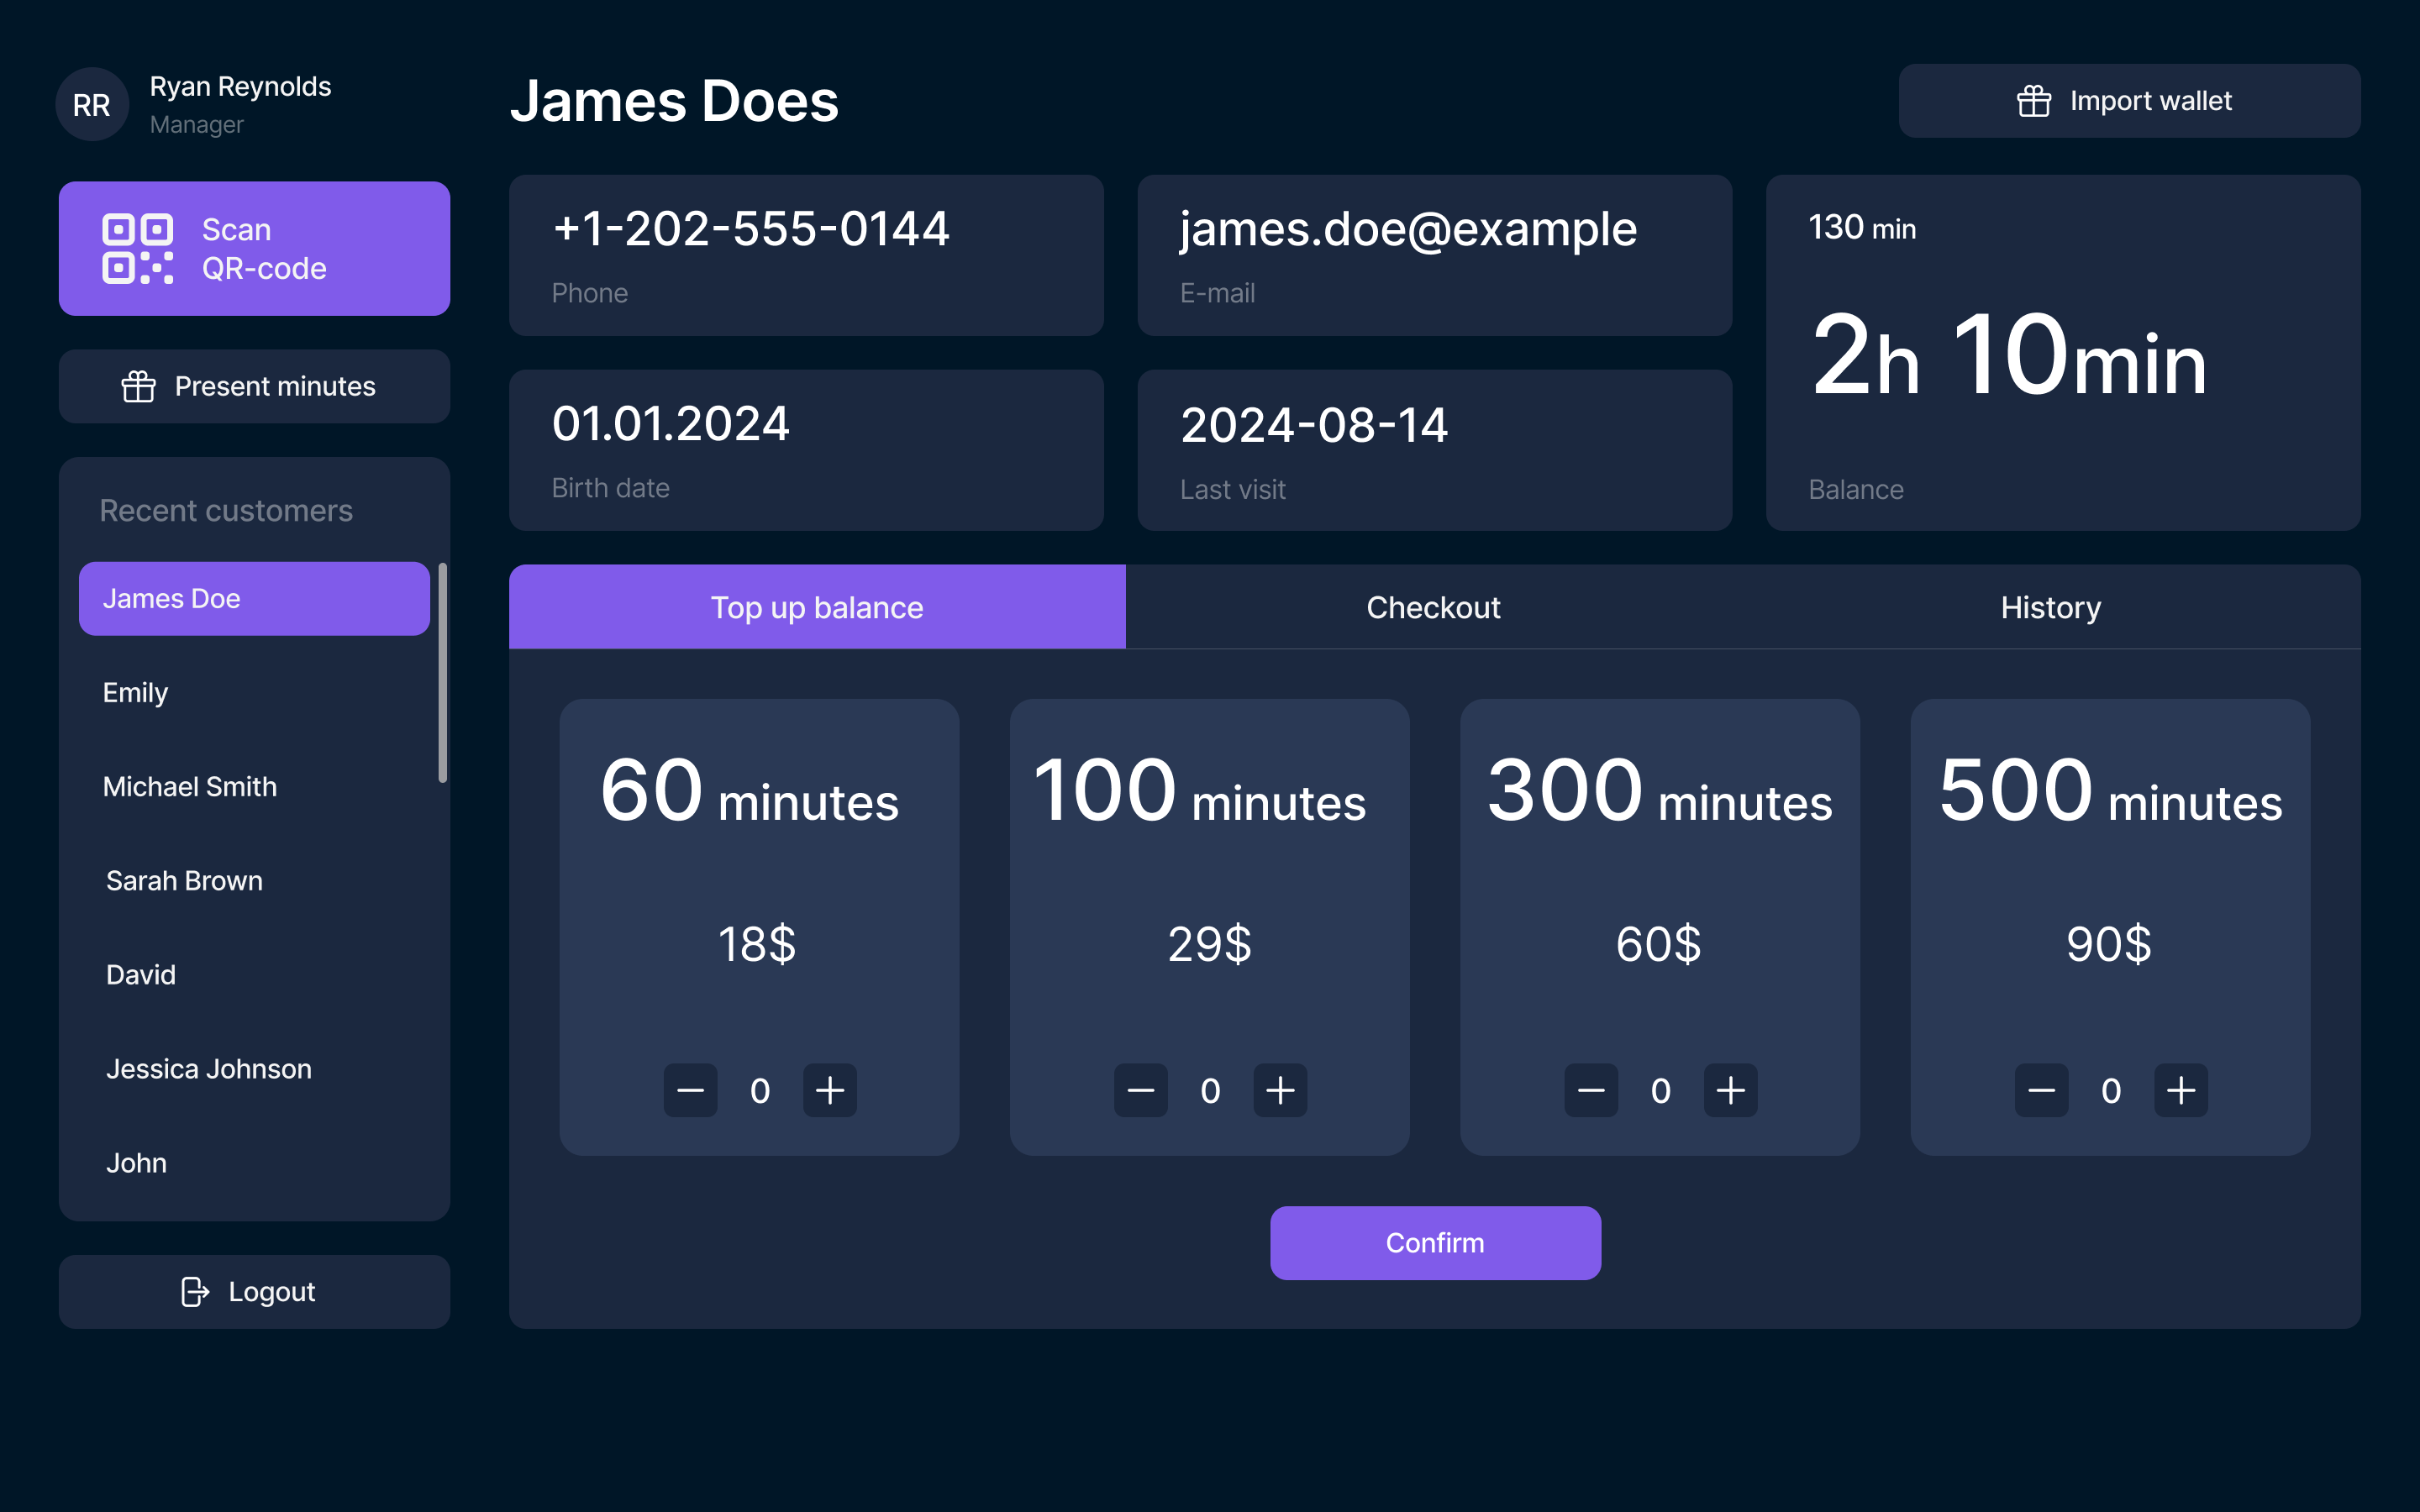 RR
Ryan Reynolds
Manager
Scan
QR-code
Present minutes
Recent customers
James Doe
Emily
Michael Smith
Sarah Brown
David
Jessica Johnson
John
Logout
James Does
Import wallet
+1-202-555-0144
Phone
james.doe@example
E-mail
130 min
2h 10min
Balance
01.01.2024
Birth date
2024-08-14
Last visit
Top up balance
Checkout
History
60 minutes
18$
0
100 minutes
29$
0
300 minutes
60$
0
500 minutes
90$
0
Confirm